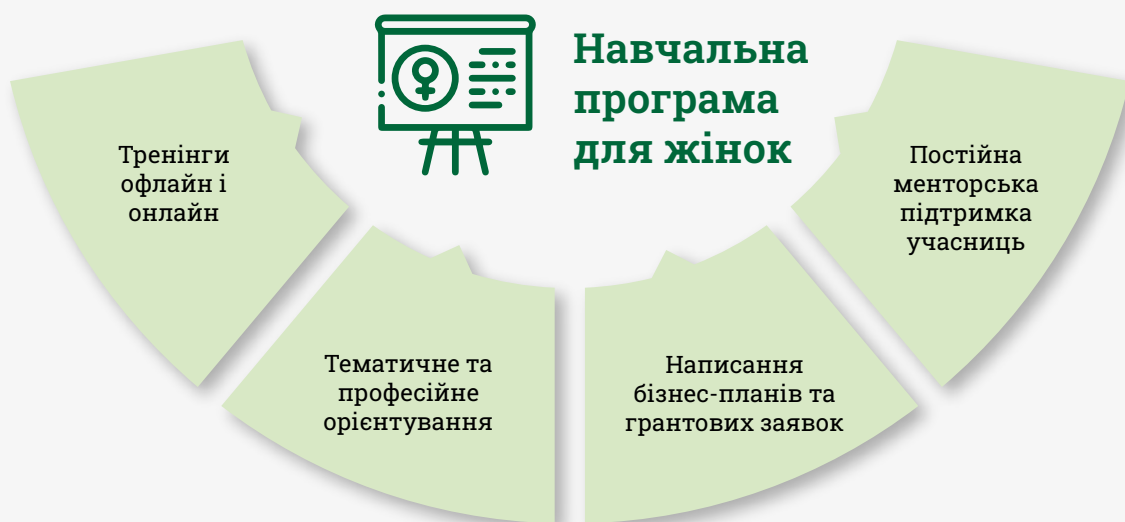 Навчальна
програма
для жінок
Тренінги
офлайн і
онлайн
Тематичне та
професійне
орієнтування
Написання
бізнес-планів та
грантових заявок
Постійна
менторська
підтримка
учасниць